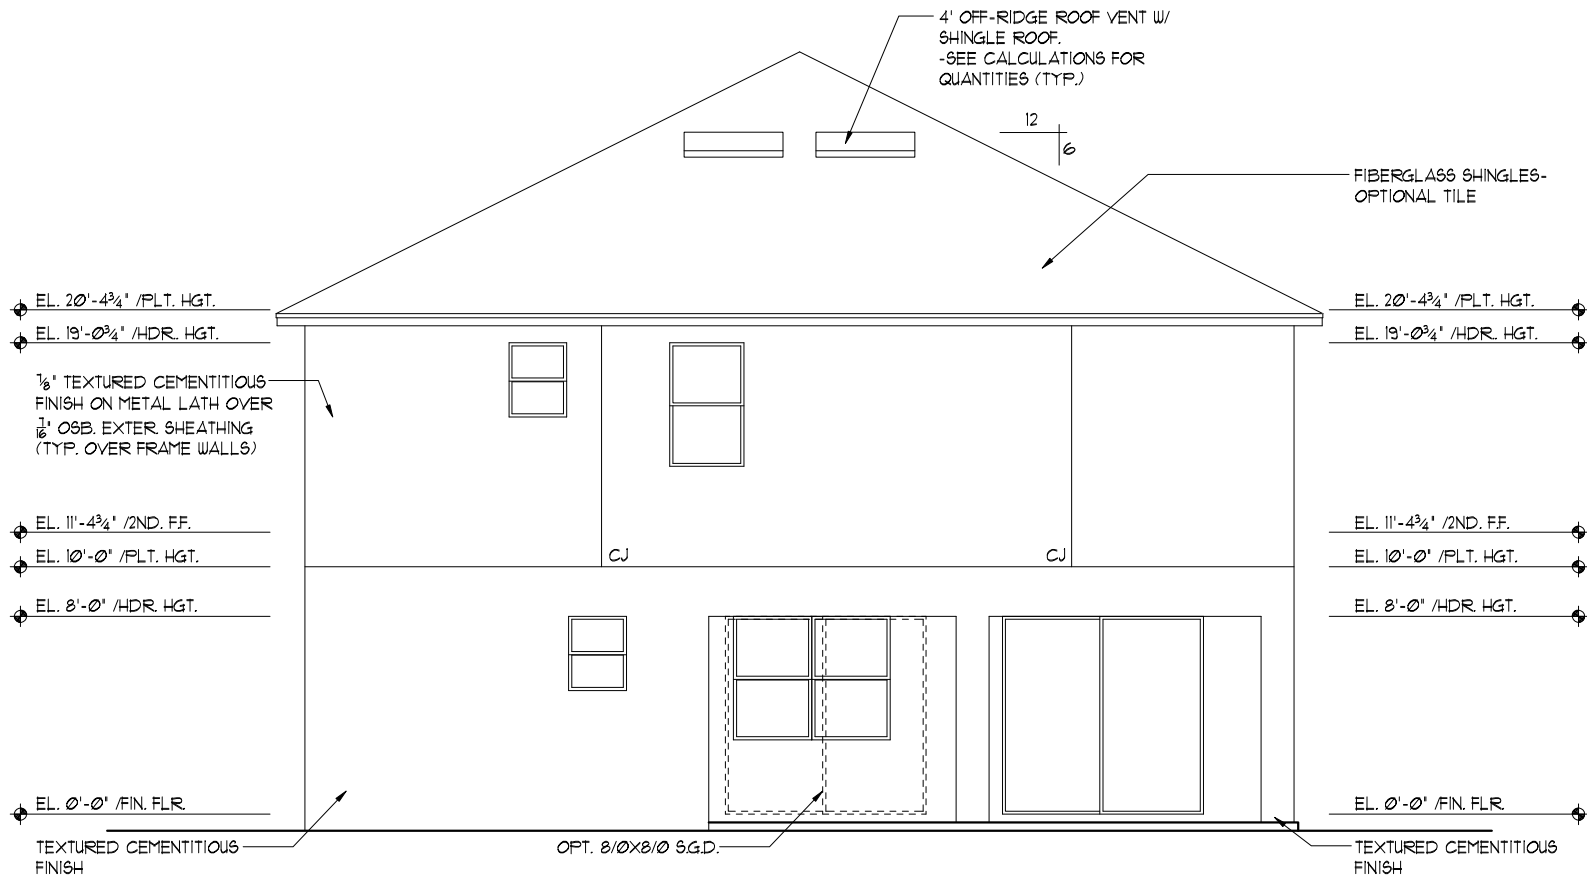 4' OFF-RIDGE ROOF VENT W/
SHINGLE ROOF.
-SEE CALCULATIONS FOR
QUANTITIES (TYP.)
12
6
FIBERGLASS SHINGLES-
OPTIONAL TILE
EL. 20'-4¾" /PLT. HGT.
EL. 19'-0¾" /HDR. HGT.
EL. 20'-4¾" /PLT. HGT.
EL. 19'-0¾" /HDR. HGT.
⅞" TEXTURED CEMENTITIOUS
FINISH ON METAL LATH OVER
7/16" OSB. EXTER. SHEATHING
(TYP. OVER FRAME WALLS)
EL. 11'-4¾" /2ND. F.F.
EL. 10'-0" /PLT. HGT.
EL. 8'-0" /HDR. HGT.
CJ
CJ
EL. 11'-4¾" /2ND. F.F.
EL. 10'-0" /PLT. HGT.
EL. 8'-0" /HDR. HGT.
EL. 0'-0" /FIN. FLR.
EL. 0'-0" /FIN. FLR.
TEXTURED CEMENTITIOUS
FINISH
OPT. 8/0X8/0 S.G.D.
TEXTURED CEMENTITIOUS
FINISH